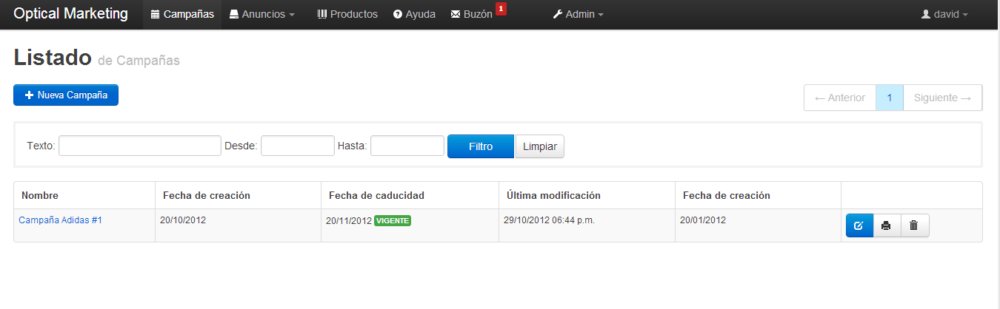 Optical Marketing Campañas Anuncios Productos Ayuda Buzón 1 Admin david
Listado de Campañas
Nueva Campaña ← Anterior 1 Siguiente →
Texto: Desde: Hasta: Filtro Limpiar
Nombre Fecha de creación Fecha de caducidad Última modificación Fecha de creación
Campaña Adidas #1 20/10/2012 20/11/2012 VIGENTE 29/10/2012 06:44 p.m. 20/01/2012